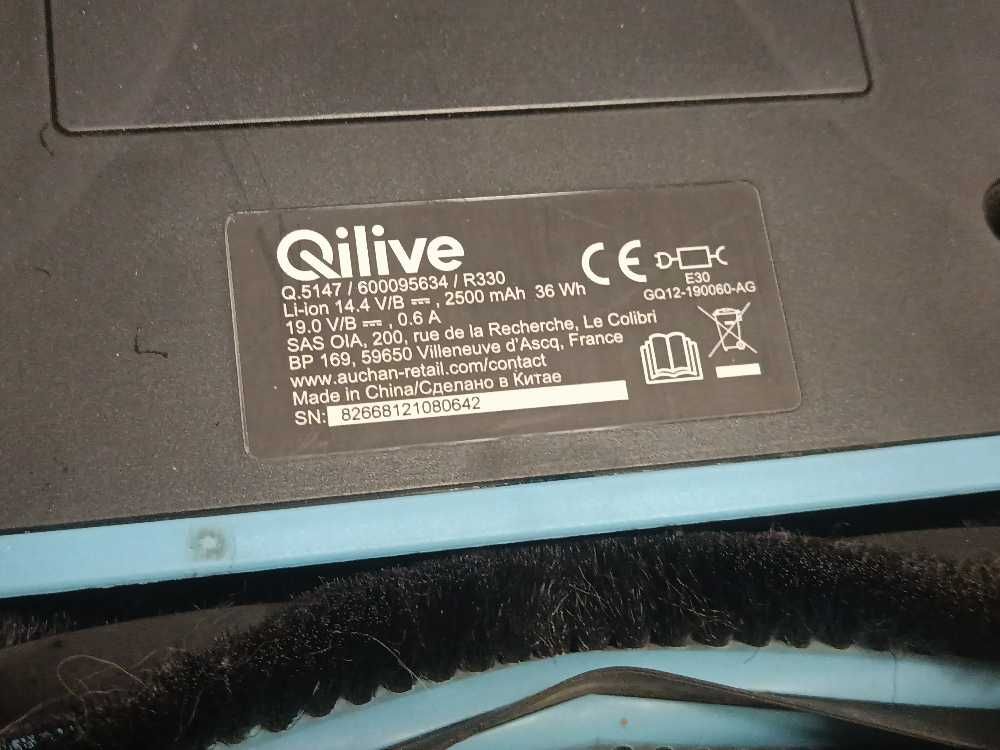 Qilive
Q.5147 / 600095634 / R330
Li-ion 14.4 V/B ⎓, 2500 mAh 36 Wh
19.0 V/B ⎓, 0.6 A
SAS OIA, 200, rue de la Recherche, Le Colibri
BP 169, 59650 Villeneuve d'Ascq, France
www.auchan-retail.com/contact
Made in China/Сделано в Китае
SN: 82668121080642
CE
E30
GQ12-190060-AG